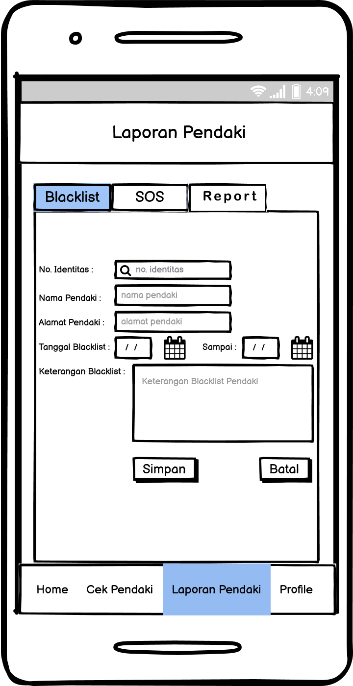 4:09
Laporan Pendaki
Blacklist SOS Report
No. Identitas : no. identitas
Nama Pendaki : nama pendaki
Alamat Pendaki : alamat pendaki
Tanggal Blacklist : / / Sampai : / /
Keterangan Blacklist : Keterangan Blacklist Pendaki
Simpan Batal
Home Cek Pendaki Laporan Pendaki Profile